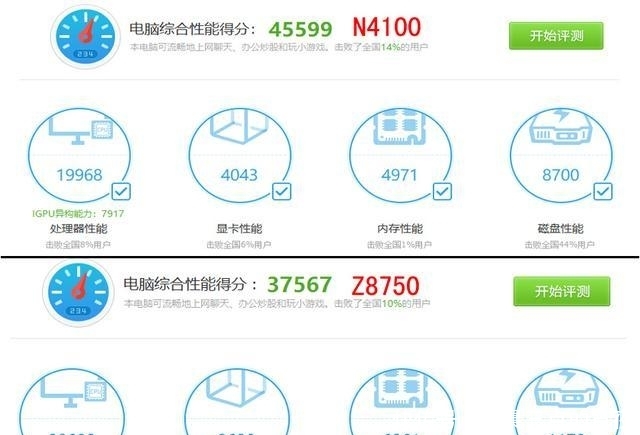 电脑综合性能得分： 45599 N4100
本电脑可流畅地上网聊天、办公炒股和玩小游戏。击败了全国14%的用户
开始评测
234
CPU
19968 4043 4971 8700
IGPU异构能力：7917
处理器性能 显卡性能 内存性能 磁盘性能
击败全国8%用户 击败全国6%用户 击败全国1%用户 击败全国44%用户
电脑综合性能得分： 37567 Z8750
本电脑可流畅地上网聊天、办公炒股和玩小游戏。击败了全国10%的用户
开始评测
234
CPU